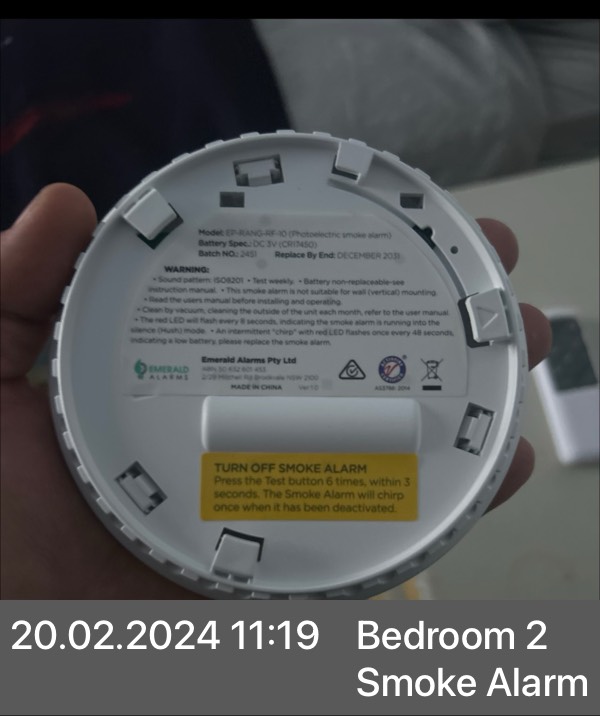 Model: EP-RANG-RF-10 (Photoelectric smoke alarm)
Battery Spec.: DC 3V (CR17450)
Batch NO.: 2451 Replace By End: DECEMBER 2031
WARNING:
• Sound pattern: ISO8201 • Test weekly. • Battery non-replaceable-see
instruction manual. • This smoke alarm is not suitable for wall (vertical) mounting.
• Read the users manual before installing and operating.
• Clean by vacuum, cleaning the outside of the unit each month, refer to the user manual.
• The red LED will flash every 8 seconds, indicating the smoke alarm is running into the
silence (Hush) mode. • An intermittent "chirp" with red LED flashes once every 48 seconds,
indicating a low battery, please replace the smoke alarm.
EMERALD
ALARMS
Emerald Alarms Pty Ltd
Brookvale NSW
MADE IN CHINA
AS3786: 2014
TURN OFF SMOKE ALARM
Press the Test button 6 times, within 3
seconds. The Smoke Alarm will chirp
once when it has been deactivated.
20.02.2024 11:19 Bedroom 2
Smoke Alarm